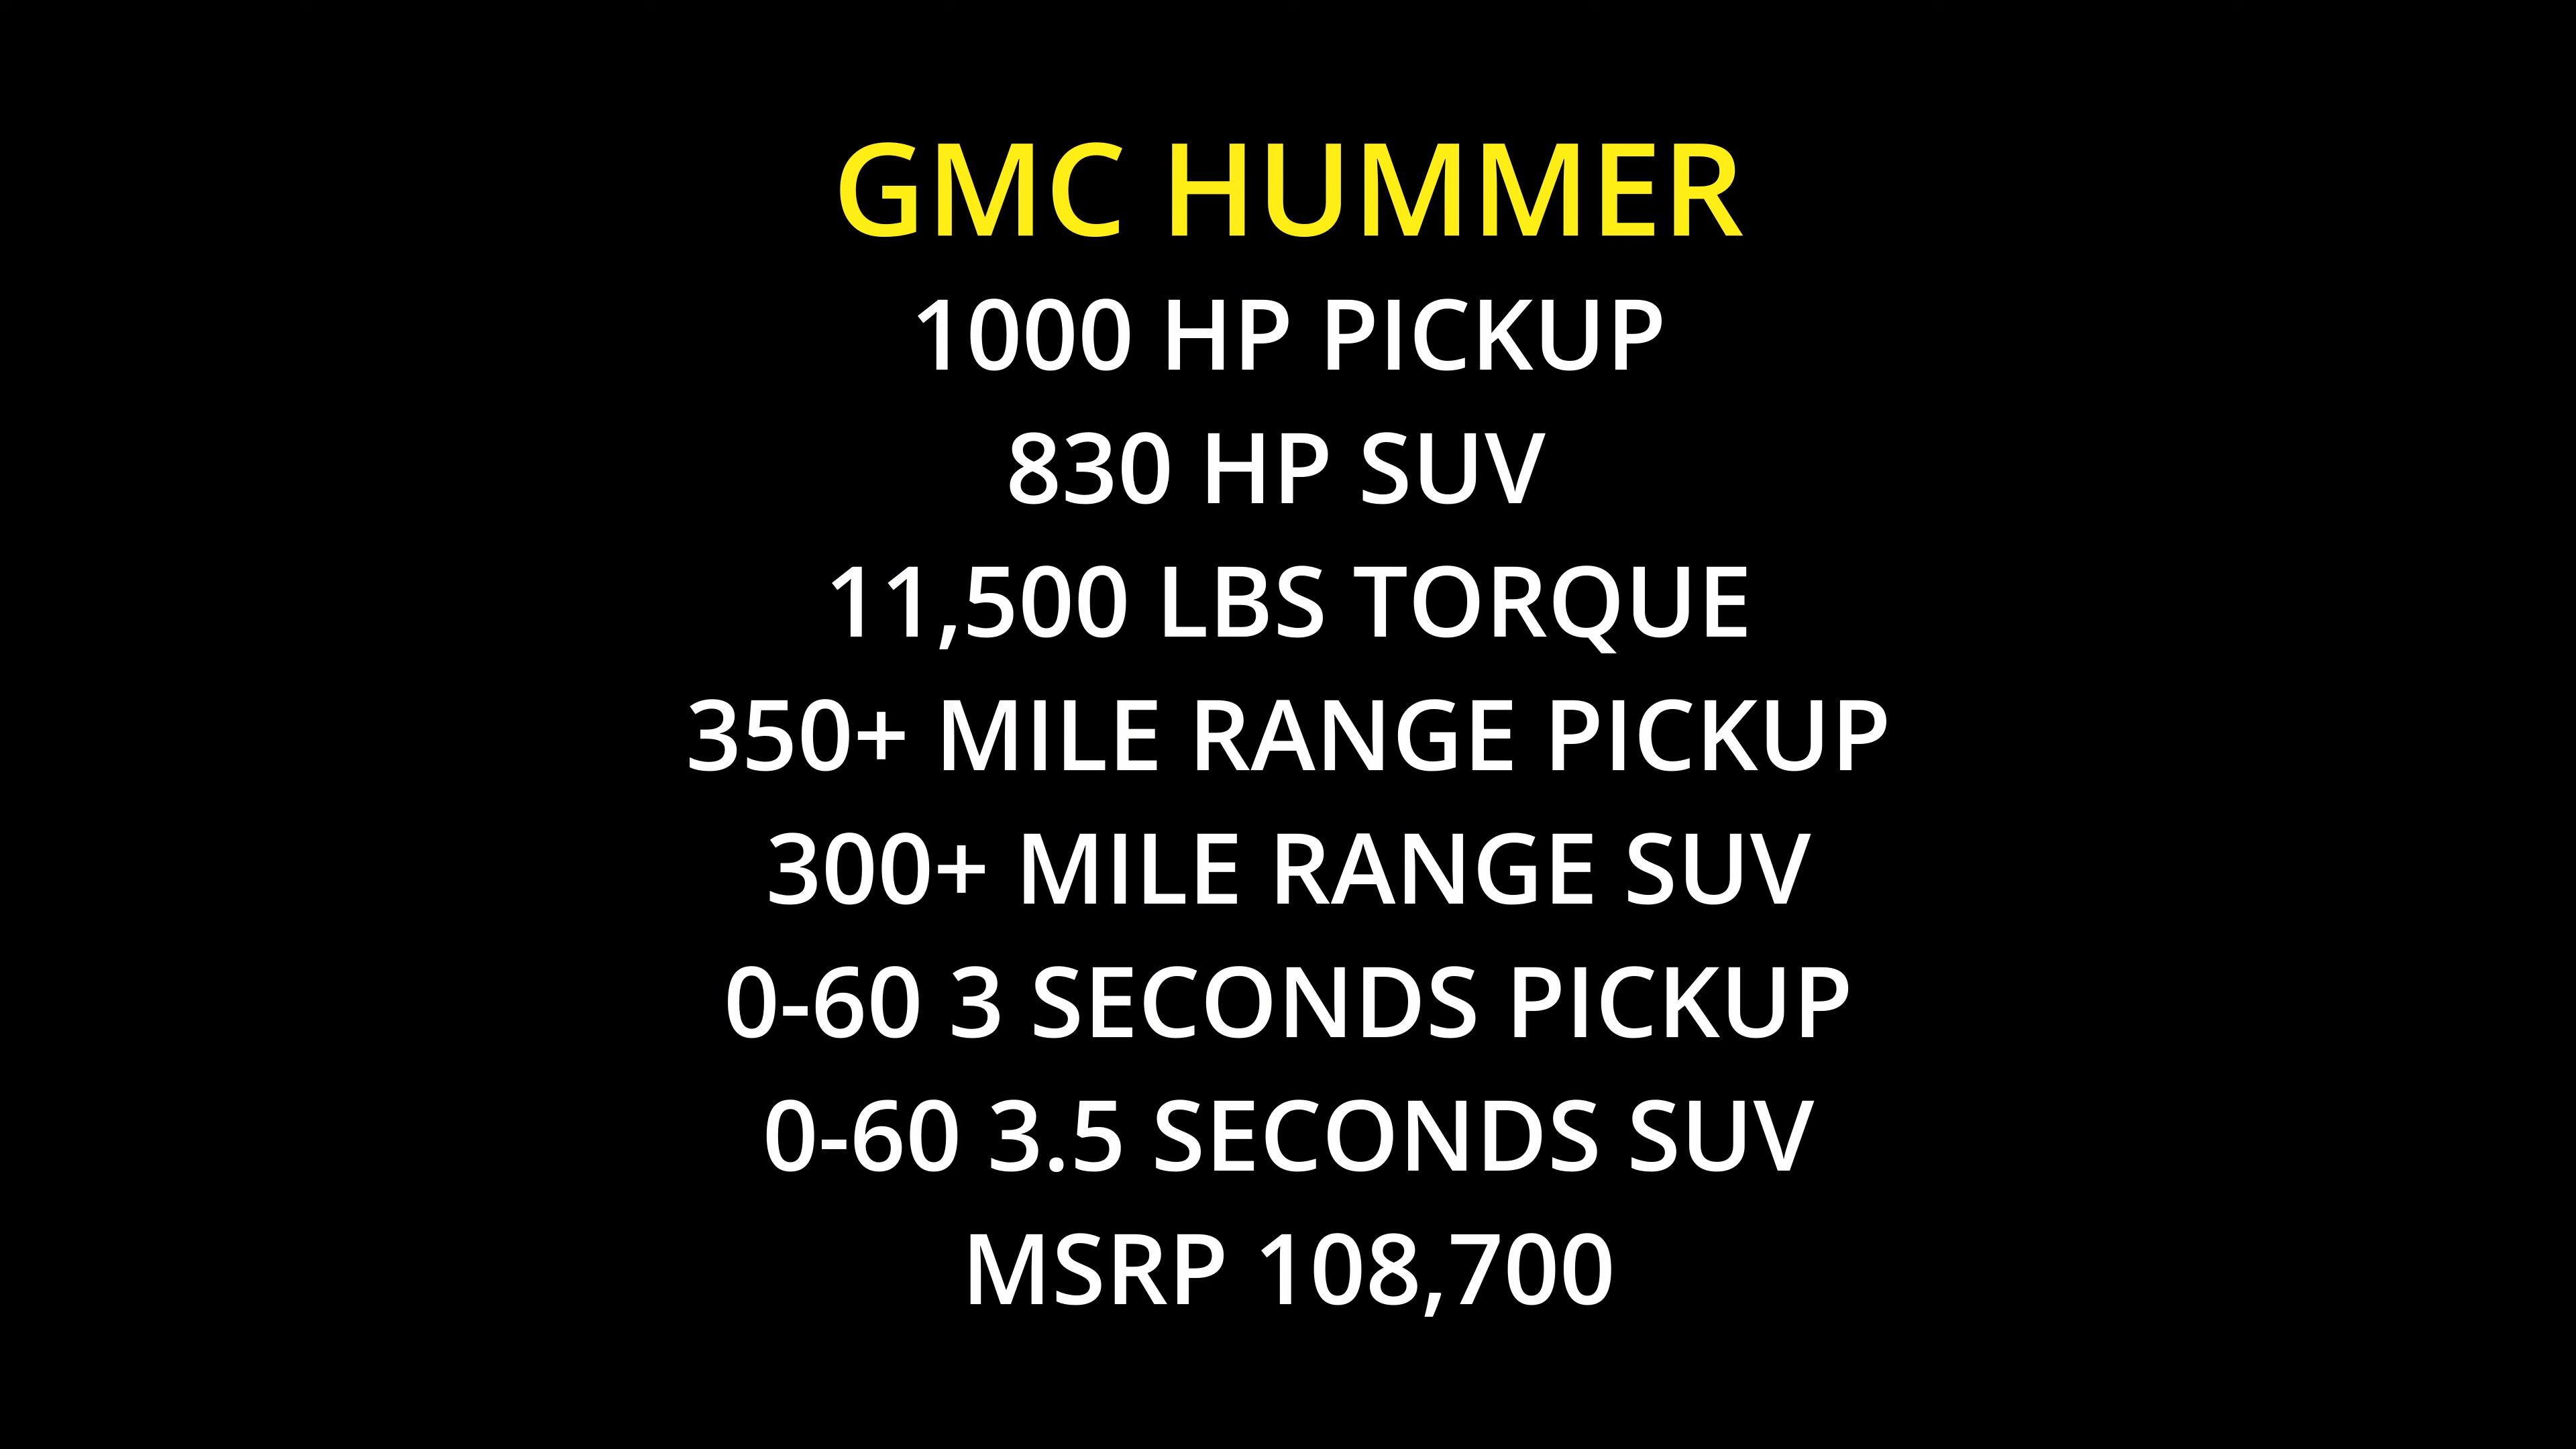 GMC HUMMER
1000 HP PICKUP
830 HP SUV
11,500 LBS TORQUE
350+ MILE RANGE PICKUP
300+ MILE RANGE SUV
0-60 3 SECONDS PICKUP
0-60 3.5 SECONDS SUV
MSRP 108,700